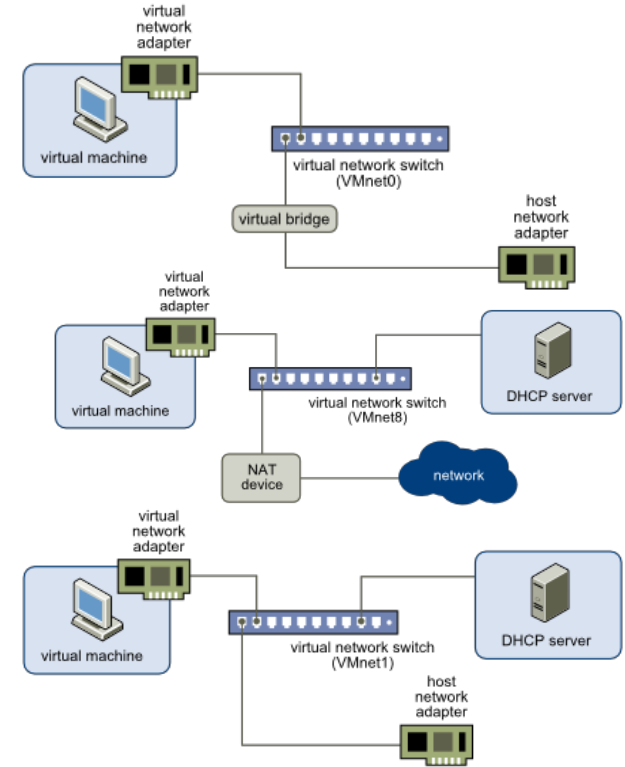 virtual
network
adapter
virtual machine
virtual network switch
(VMnet0)
virtual bridge
host
network
adapter
virtual
network
adapter
virtual machine
virtual network switch
(VMnet8)
DHCP server
NAT
device
network
virtual
network
adapter
virtual machine
virtual network switch
(VMnet1)
DHCP server
host
network
adapter